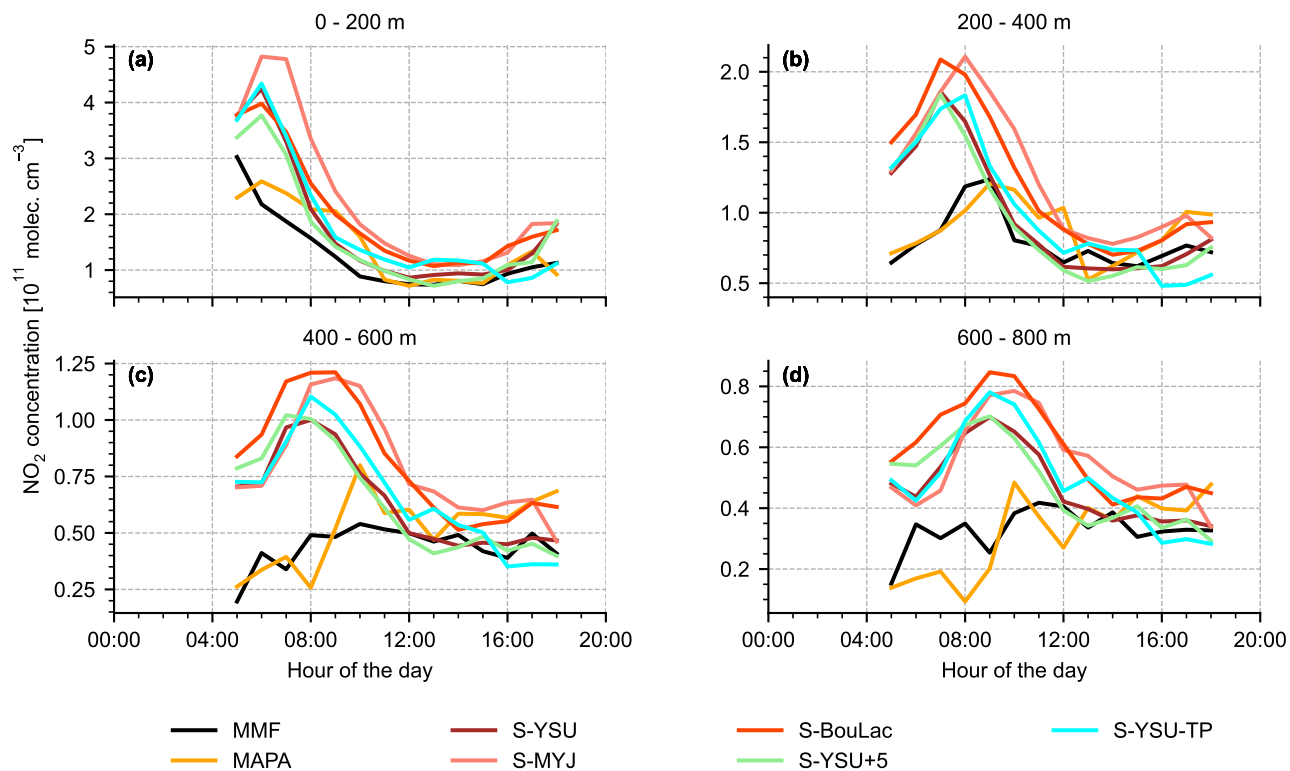 0 - 200 m
200 - 400 m
(a)
5
4
3
2
1
(b)
2.0
1.5
1.0
0.5
NO2 concentration [10^11 molec. cm^−3]
400 - 600 m
600 - 800 m
(c)
1.25
1.00
0.75
0.50
0.25
(d)
0.8
0.6
0.4
0.2
00:00 04:00 08:00 12:00 16:00 20:00
00:00 04:00 08:00 12:00 16:00 20:00
Hour of the day
Hour of the day
MMF S-YSU S-BouLac S-YSU-TP
MAPA S-MYJ S-YSU+5